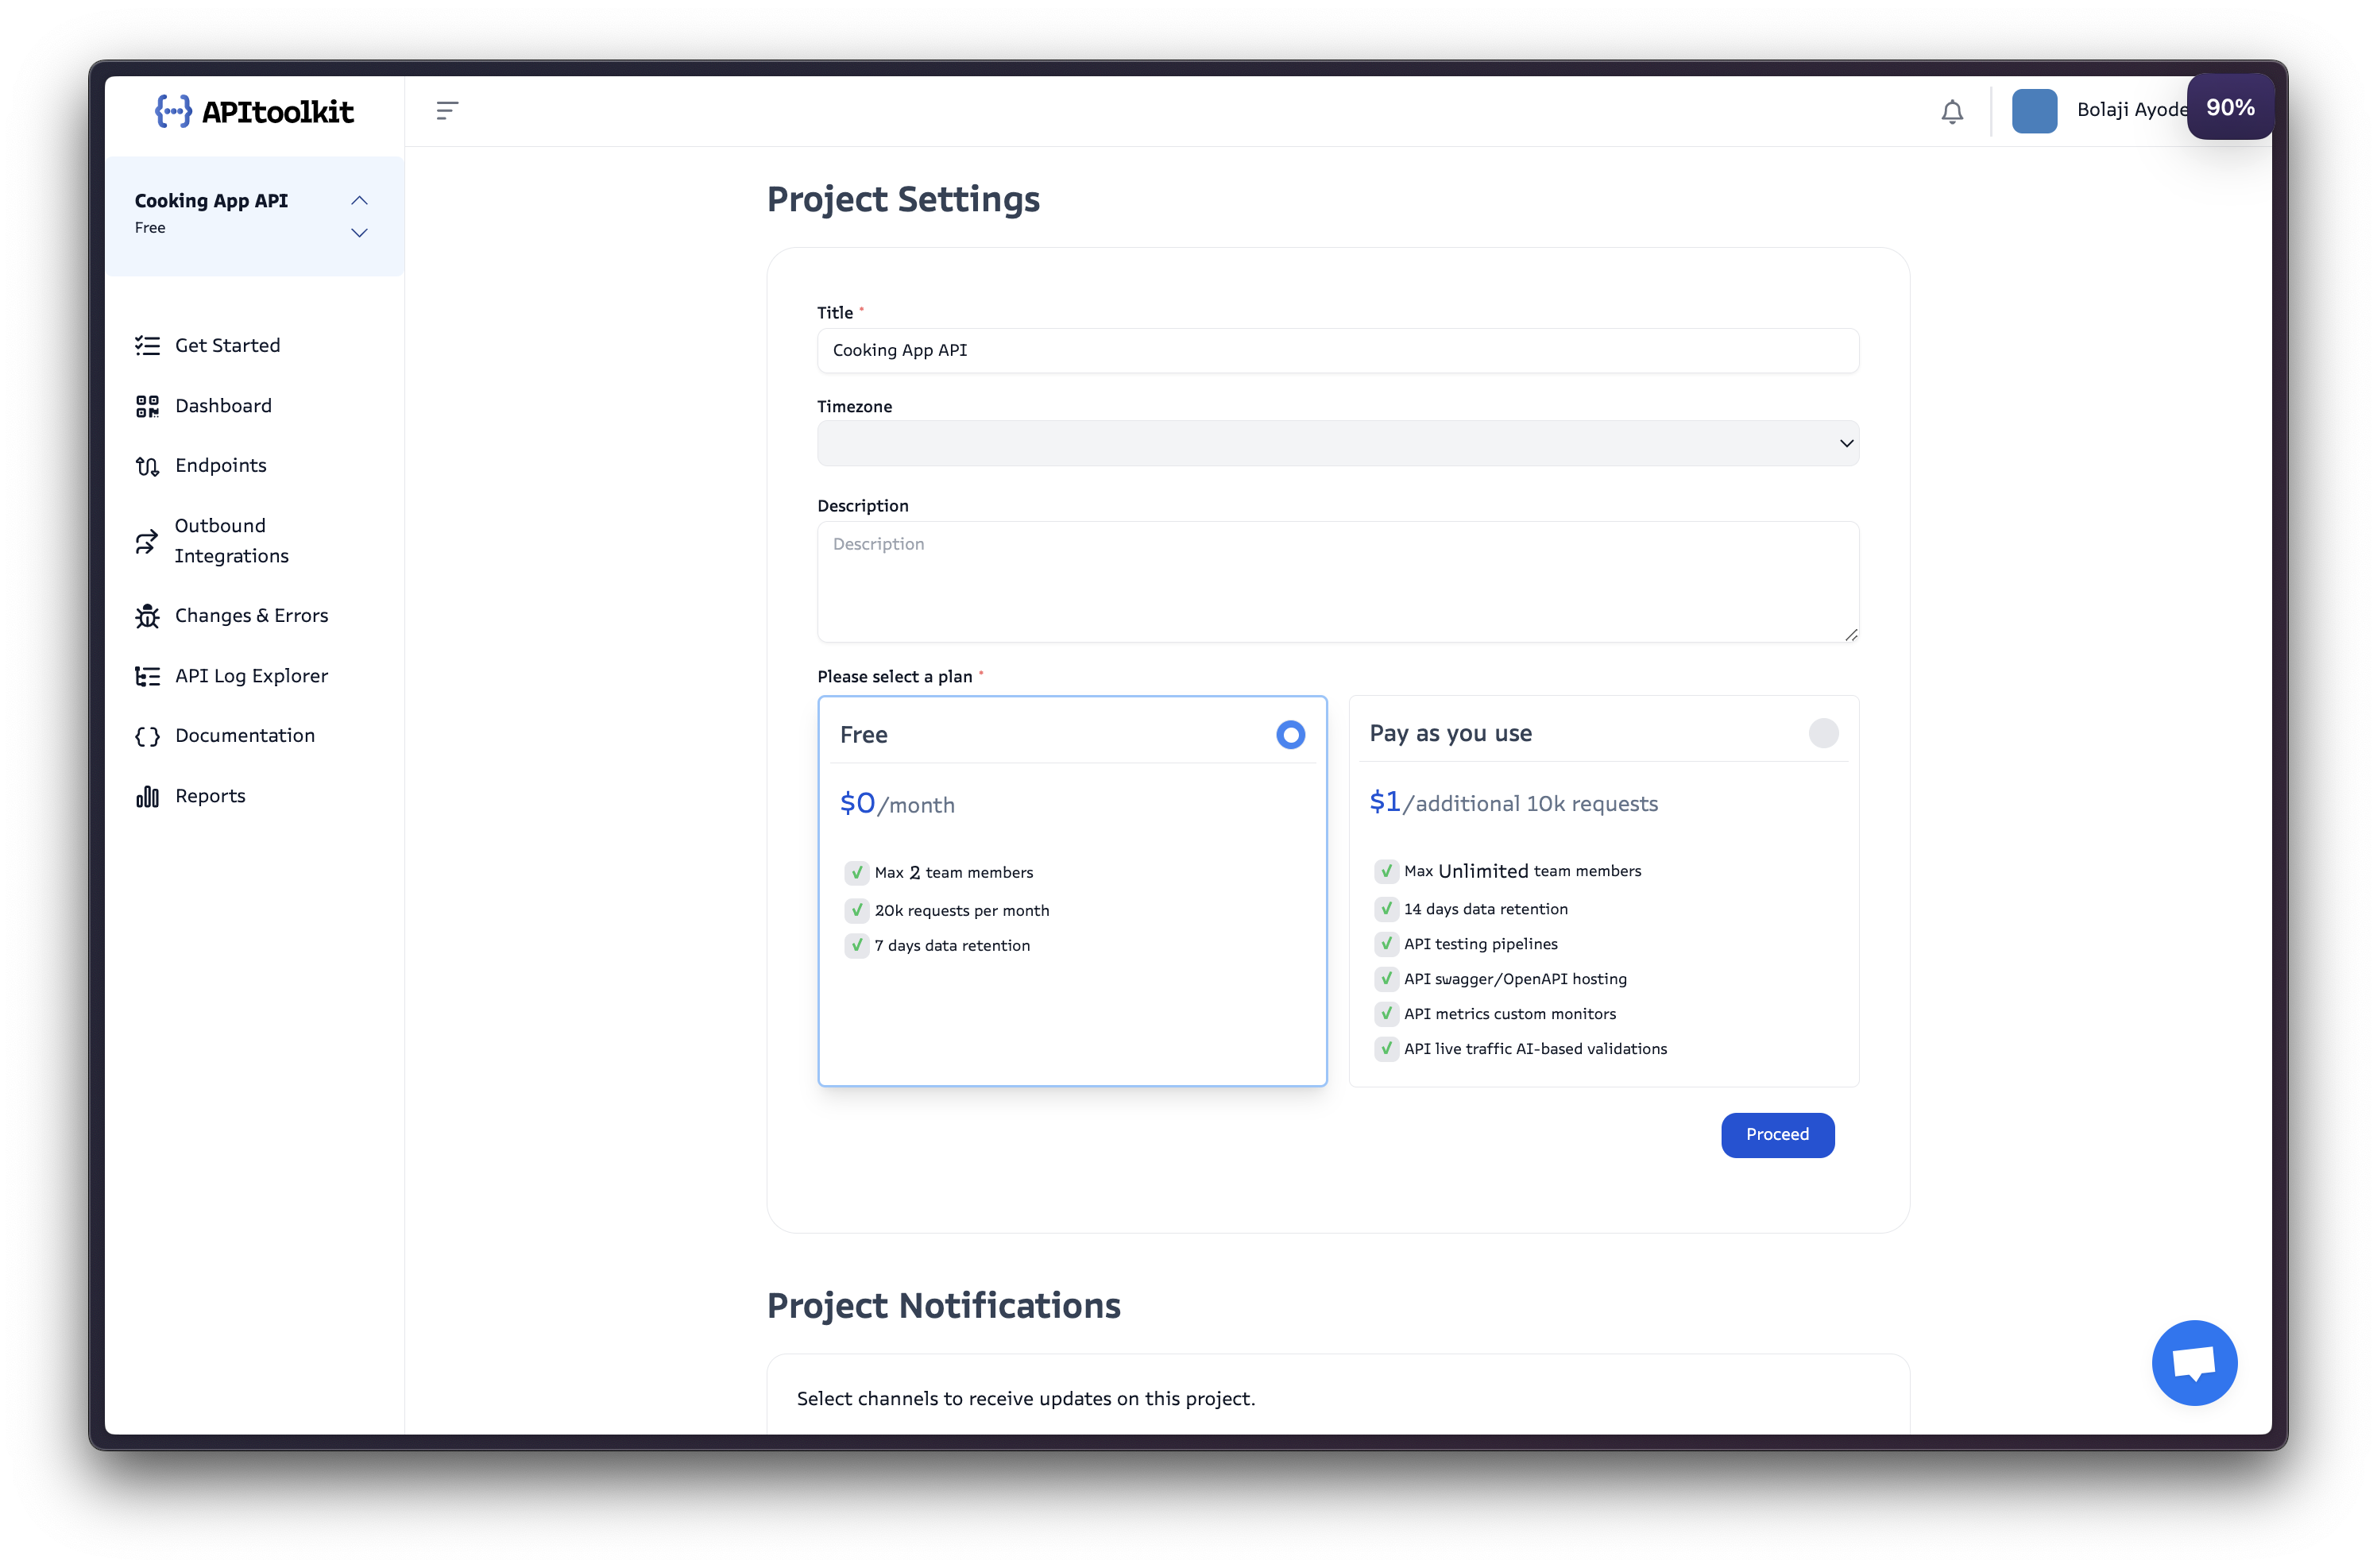 APItoolkit
Bolaji Ayode
90%
Cooking App API
Free
Get Started
Dashboard
Endpoints
Outbound
Integrations
Changes & Errors
API Log Explorer
Documentation
Reports
Project Settings
Title *
Cooking App API
Timezone
Description
Description
Please select a plan *
Free
$0/month
Max 2 team members
20k requests per month
7 days data retention
Pay as you use
$1/additional 10k requests
Max Unlimited team members
14 days data retention
API testing pipelines
API swagger/OpenAPI hosting
API metrics custom monitors
API live traffic AI-based validations
Proceed
Project Notifications
Select channels to receive updates on this project.